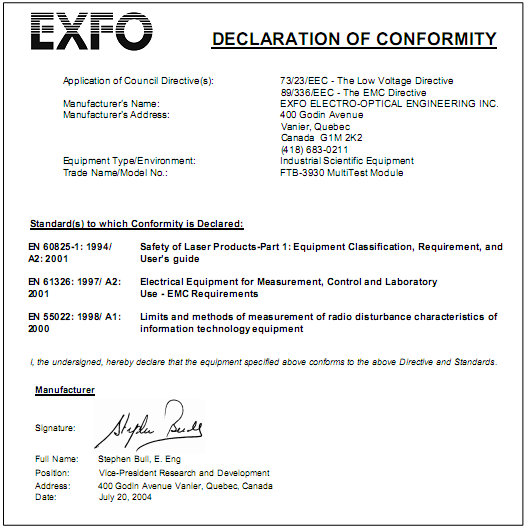 EXFO
DECLARATION OF CONFORMITY
Application of Council Directive(s): 73/23/EEC - The Low Voltage Directive
89/336/EEC - The EMC Directive
Manufacturer's Name: EXFO ELECTRO-OPTICAL ENGINEERING INC.
Manufacturer's Address: 400 Godin Avenue
Vanier, Quebec
Canada G1M 2K2
(418) 683-0211
Equipment Type/Environment: Industrial Scientific Equipment
Trade Name/Model No.: FTB-3930 MultiTest Module
Standard(s) to which Conformity is Declared:
EN 60825-1: 1994/ Safety of Laser Products-Part 1: Equipment Classification, Requirement, and
A2: 2001 User's guide
EN 61326: 1997/ A2: Electrical Equipment for Measurement, Control and Laboratory
2001 Use - EMC Requirements
EN 55022: 1998/ A1: Limits and methods of measurement of radio disturbance characteristics of
2000 information technology equipment
I, the undersigned, hereby declare that the equipment specified above conforms to the above Directive and Standards.
Manufacturer
Signature: Stephen Bull
Full Name: Stephen Bull, E. Eng
Position: Vice-President Research and Development
Address: 400 Godin Avenue Vanier, Quebec, Canada
Date: July 20, 2004